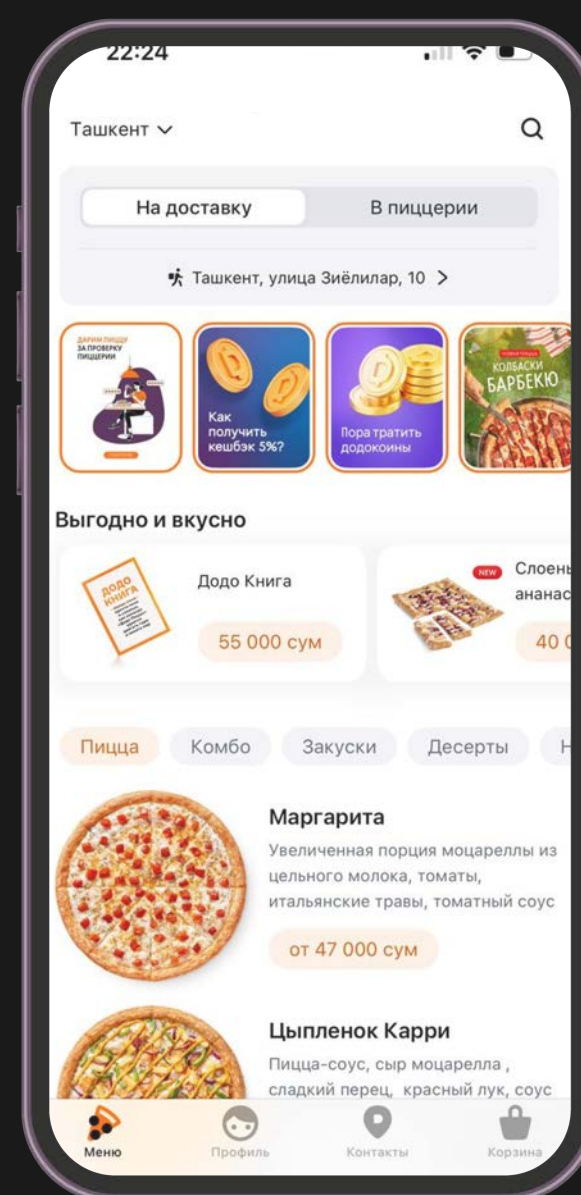 22:24
Ташкент
На доставку
В пиццерии
Ташкент, улица Зиёлилар, 10
ДАРИМ ПИЦЦУ
ЗА ПРОВЕРКУ
ПИЦЦЕРИИ
Как
получить
кешбэк 5%?
Пора тратить
додокоины
НОВАЯ ПИЦЦА
КОЛБАСКИ
БАРБЕКЮ
Выгодно и вкусно
ДОДО
КНИГА
Додо Книга
55 000 сум
NEW
Слоен
ананас
40
Пицца
Комбо
Закуски
Десерты
Н
Маргарита
Увеличенная порция моцареллы из
цельного молока, томаты,
итальянские травы, томатный соус
от 47 000 сум
Цыпленок Карри
Пицца-соус, сыр моцарелла ,
сладкий перец, красный лук, соус
Меню
Профиль
Контакты
Корзина